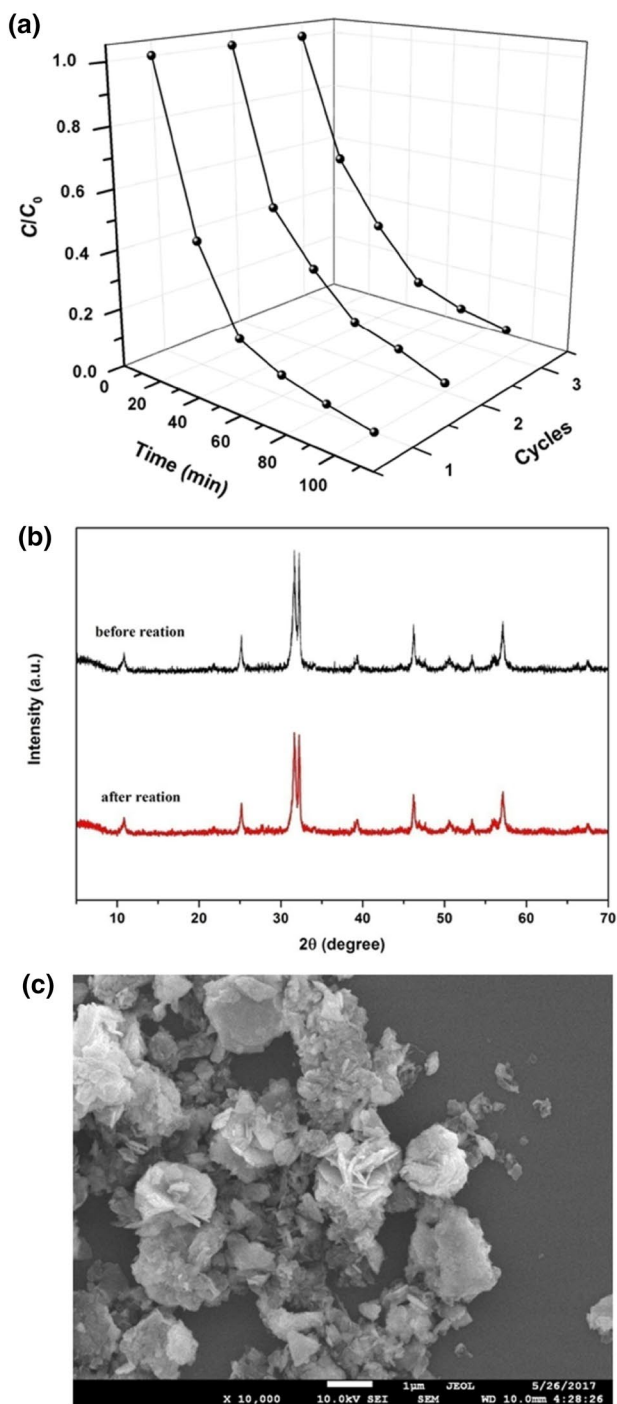 (a)
1.0
0.8
0.6
0.4
0.2
0.0
C/C0
0
20
40
60
80
100
Time (min)
1
2
3
Cycles
(b)
before reation
after reation
Intensity (a.u.)
10 20 30 40 50 60 70
2θ (degree)
(c)
1µm JEOL 5/26/2017
X 10,000 10.0kV SEI SEM WD 10.0mm 4:28:26